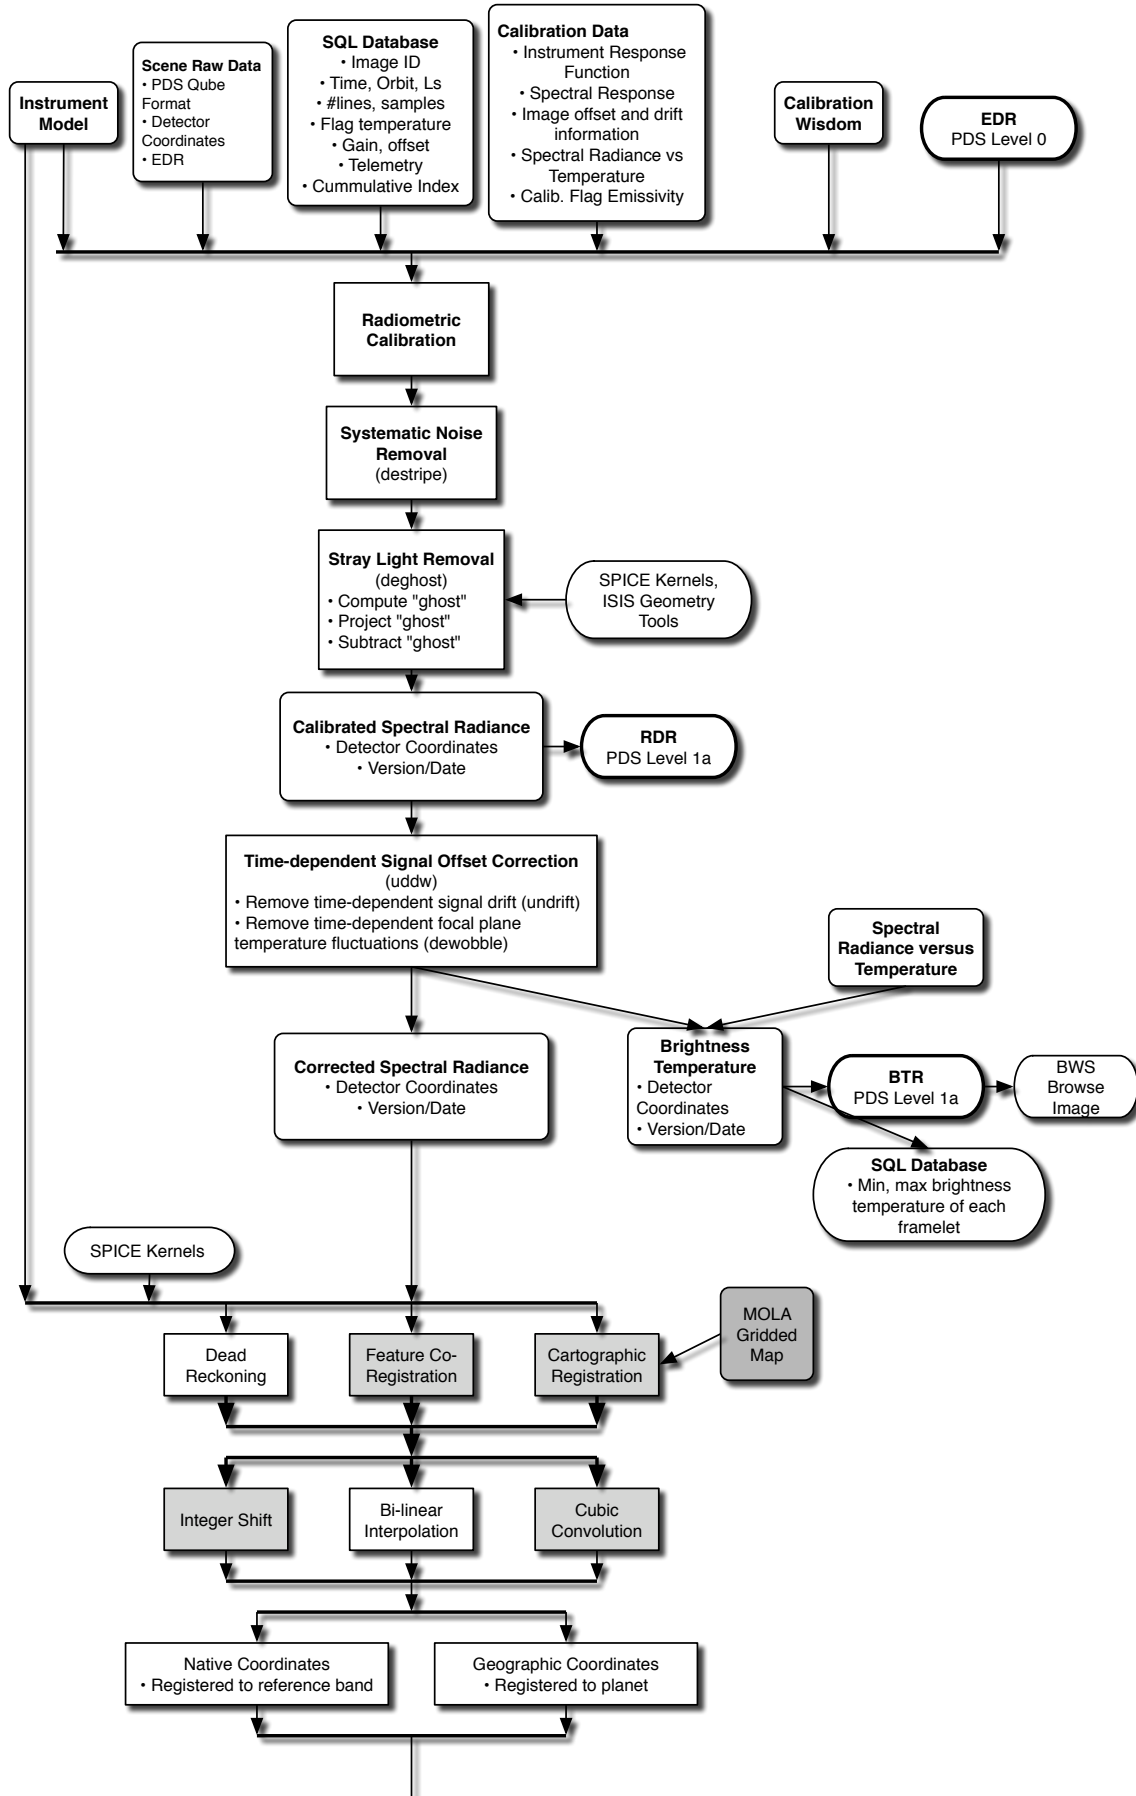 Instrument
Model
Scene Raw Data
• PDS Qube
Format
• Detector
Coordinates
• EDR
SQL Database
• Image ID
• Time, Orbit, Ls
• #lines, samples
• Flag temperature
• Gain, offset
• Telemetry
• Cummulative Index
Calibration Data
• Instrument Response
Function
• Spectral Response
• Image offset and drift
information
• Spectral Radiance vs
Temperature
• Calib. Flag Emissivity
Calibration
Wisdom
EDR
PDS Level 0
Radiometric
Calibration
Systematic Noise
Removal
(destripe)
Stray Light Removal
(deghost)
• Compute "ghost"
• Project "ghost"
• Subtract "ghost"
SPICE Kernels,
ISIS Geometry
Tools
Calibrated Spectral Radiance
• Detector Coordinates
• Version/Date
RDR
PDS Level 1a
Time-dependent Signal Offset Correction
(uddw)
• Remove time-dependent signal drift (undrift)
• Remove time-dependent focal plane
temperature fluctuations (dewobble)
Spectral
Radiance versus
Temperature
Corrected Spectral Radiance
• Detector Coordinates
• Version/Date
Brightness
Temperature
• Detector
Coordinates
• Version/Date
BTR
PDS Level 1a
BWS
Browse
Image
SQL Database
• Min, max brightness
temperature of each
framelet
SPICE Kernels
Dead
Reckoning
Feature Co-
Registration
Cartographic
Registration
MOLA
Gridded
Map
Integer Shift
Bi-linear
Interpolation
Cubic
Convolution
Native Coordinates
• Registered to reference band
Geographic Coordinates
• Registered to planet